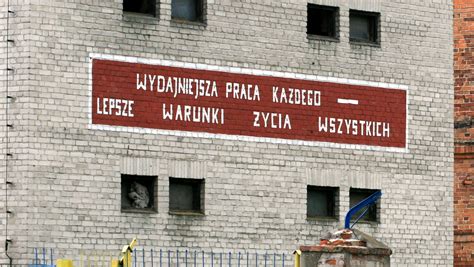 WYDAJNIEJSZA PRACA KAŻDEGO —
LEPSZE WARUNKI ŻYCIA WSZYSTKICH